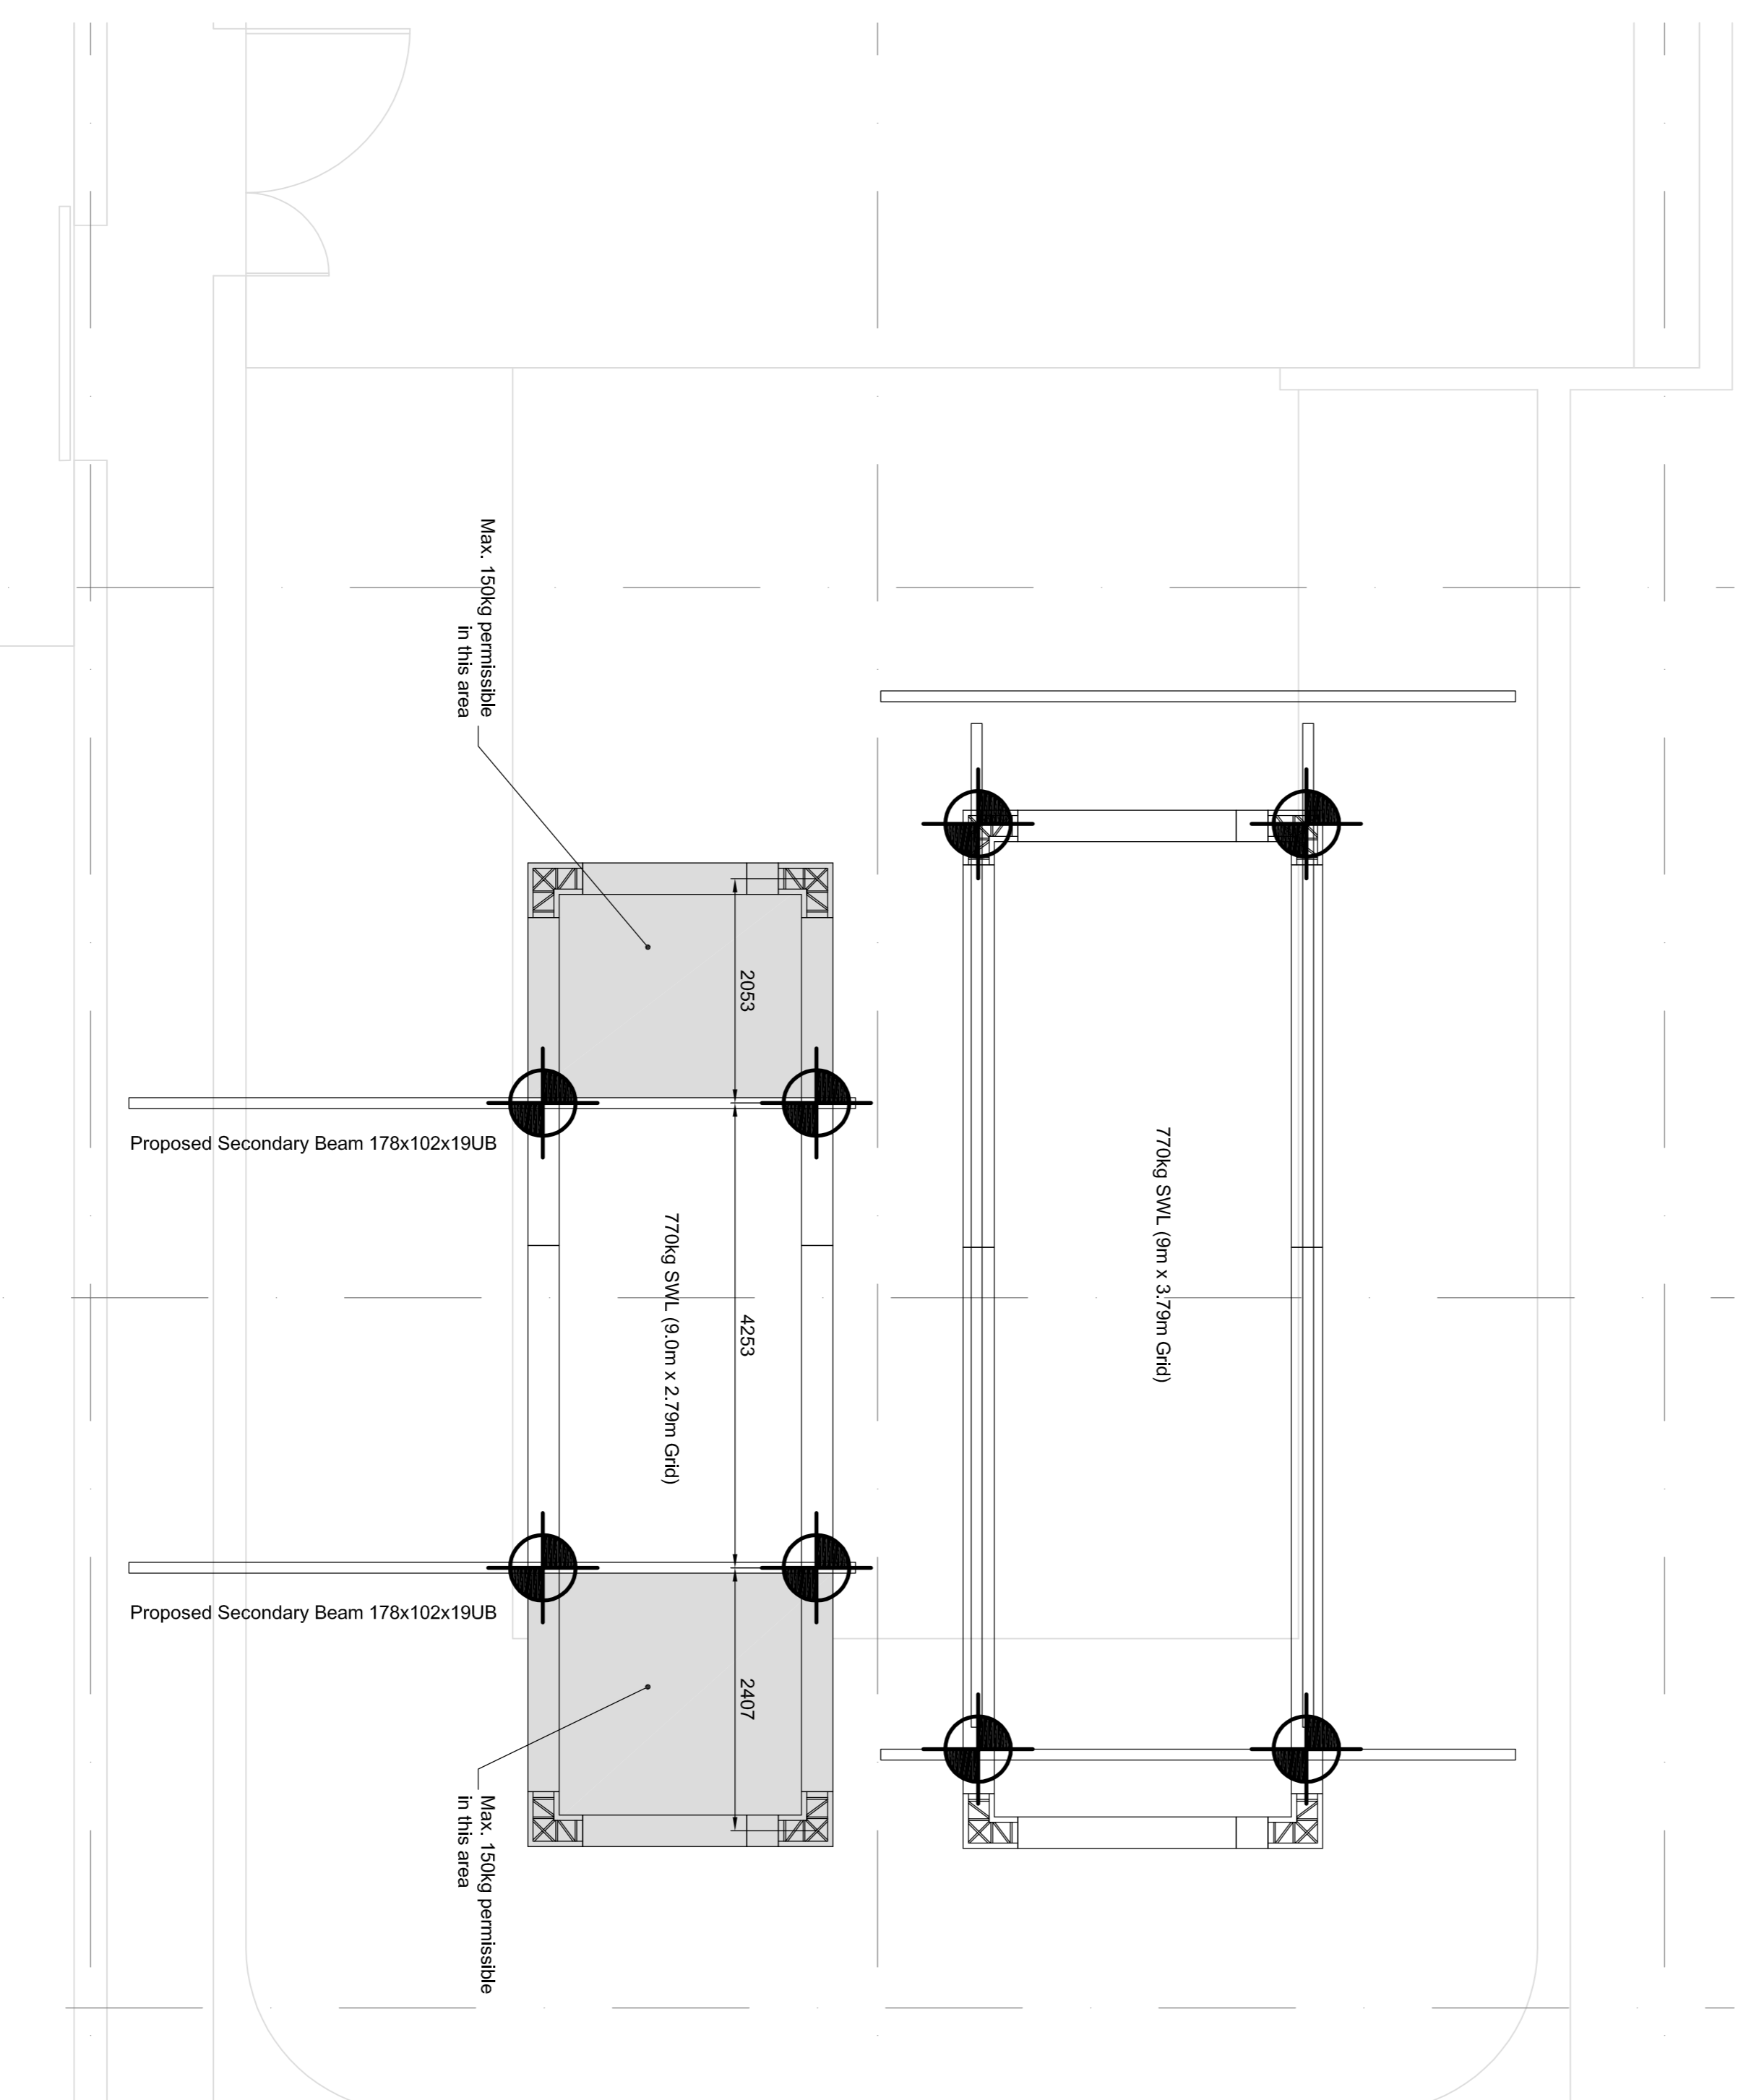 Max. 150kg permissible
in this area
2053
Proposed Secondary Beam 178x102x19UB
770kg SWL (9m x 3.79m Grid)
770kg SWL (9.0m x 2.79m Grid)
4253
Proposed Secondary Beam 178x102x19UB
2407
Max. 150kg permissible
in this area